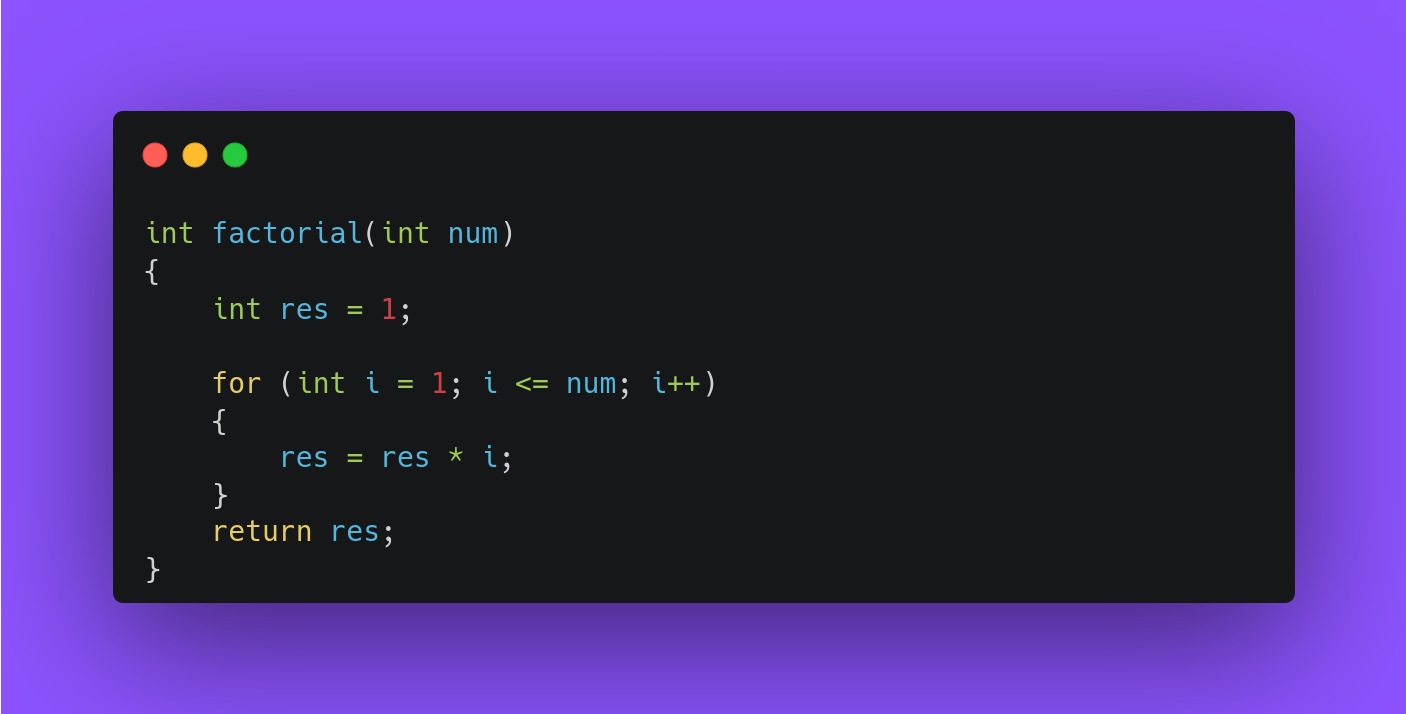 int factorial(int num)
{
    int res = 1;

    for (int i = 1; i <= num; i++)
    {
        res = res * i;
    }
    return res;
}